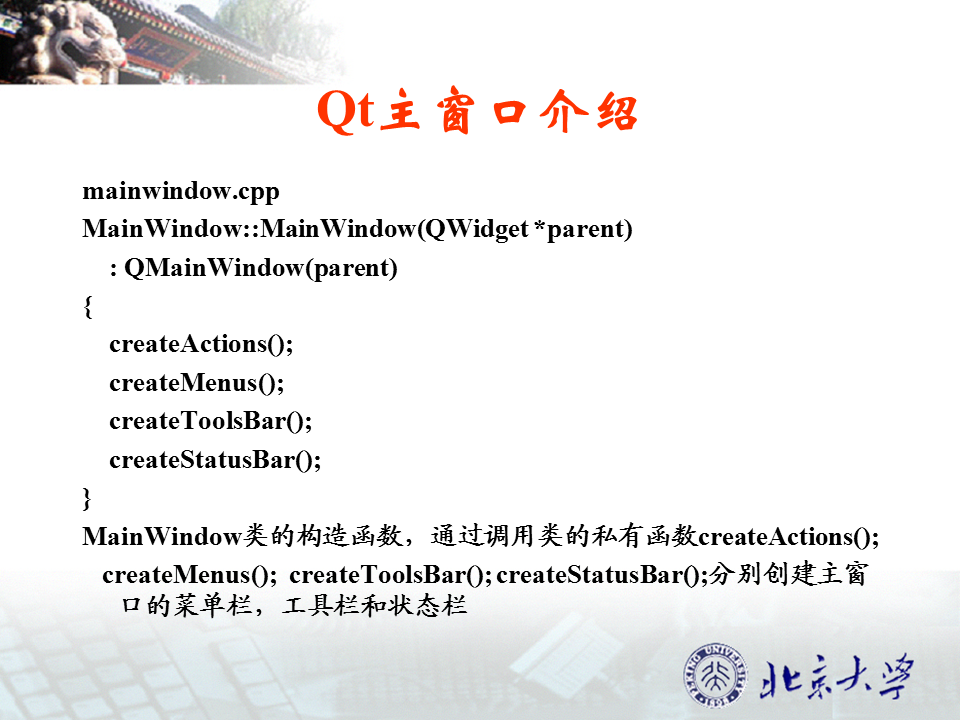 Qt主窗口介绍
mainwindow.cpp
MainWindow::MainWindow(QWidget *parent)
: QMainWindow(parent)
{
createActions();
createMenus();
createToolsBar();
createStatusBar();
}
MainWindow类的构造函数，通过调用类的私有函数createActions();
createMenus(); createToolsBar(); createStatusBar();分别创建主窗
口的菜单栏，工具栏和状态栏
PEKING UNIVERSITY
1898
北京大学